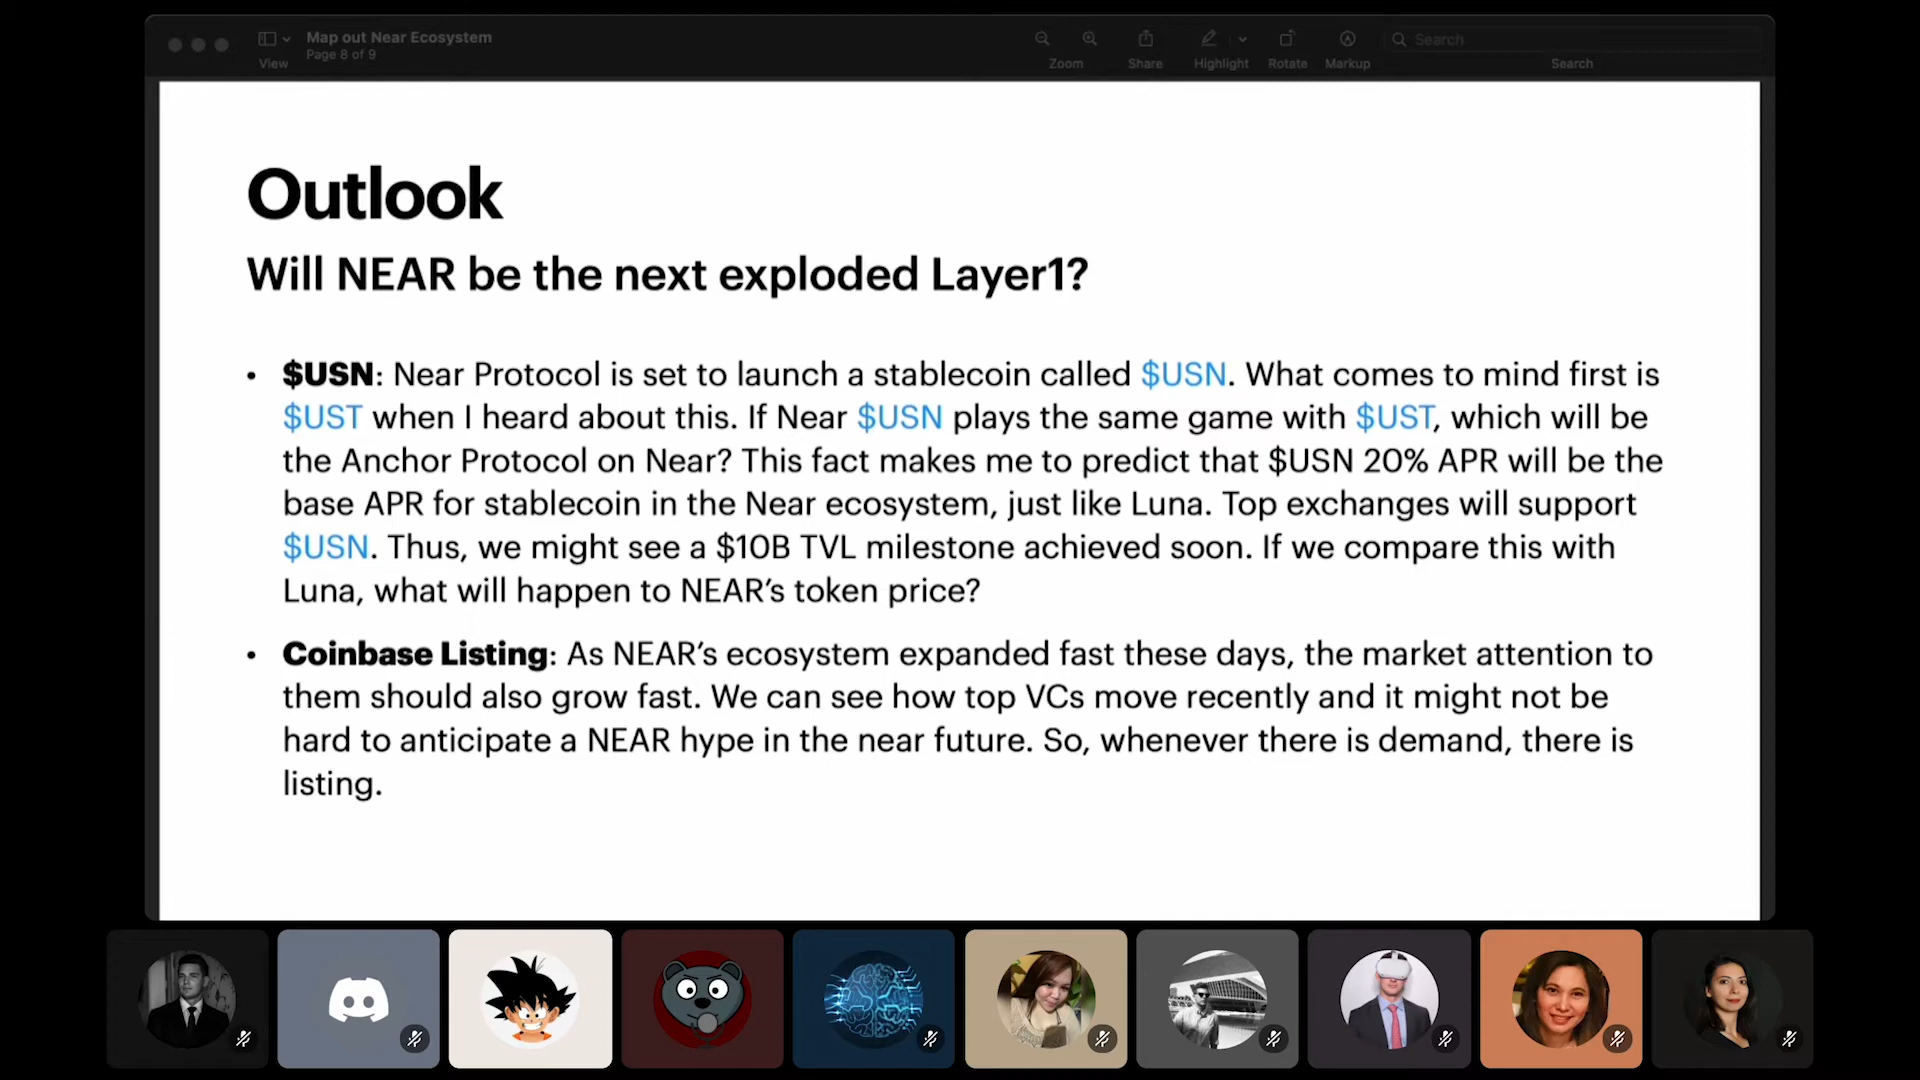 Map out Near Ecosystem
Page 8 of 9
View
Zoom
Share
Highlight
Rotate
Markup
Search
Search
Outlook
Will NEAR be the next exploded Layer1?
• $USN: Near Protocol is set to launch a stablecoin called $USN. What comes to mind first is
$UST when I heard about this. If Near $USN plays the same game with $UST, which will be
the Anchor Protocol on Near? This fact makes me to predict that $USN 20% APR will be the
base APR for stablecoin in the Near ecosystem, just like Luna. Top exchanges will support
$USN. Thus, we might see a $10B TVL milestone achieved soon. If we compare this with
Luna, what will happen to NEAR's token price?
• Coinbase Listing: As NEAR's ecosystem expanded fast these days, the market attention to
them should also grow fast. We can see how top VCs move recently and it might not be
hard to anticipate a NEAR hype in the near future. So, whenever there is demand, there is
listing.